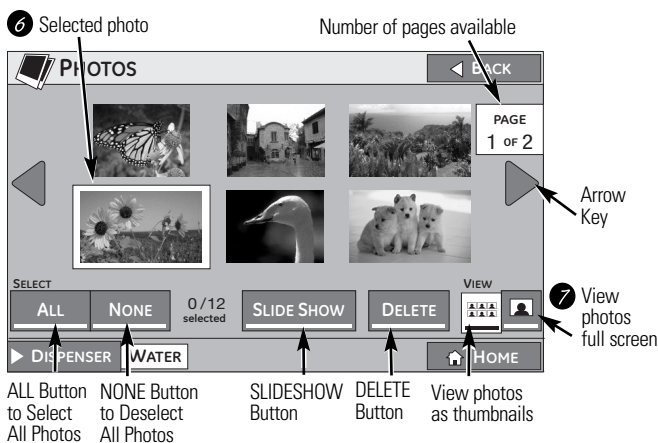 6 Selected photo
Number of pages available
PHOTOS
BACK
PAGE
1 OF 2
Arrow
Key
SELECT
ALL
NONE
0/12
selected
SLIDE SHOW
DELETE
VIEW
7 View
photos
full screen
DISPENSER
WATER
HOME
ALL Button
to Select
All Photos
NONE Button
to Deselect
All Photos
SLIDESHOW
Button
DELETE
Button
View photos
as thumbnails